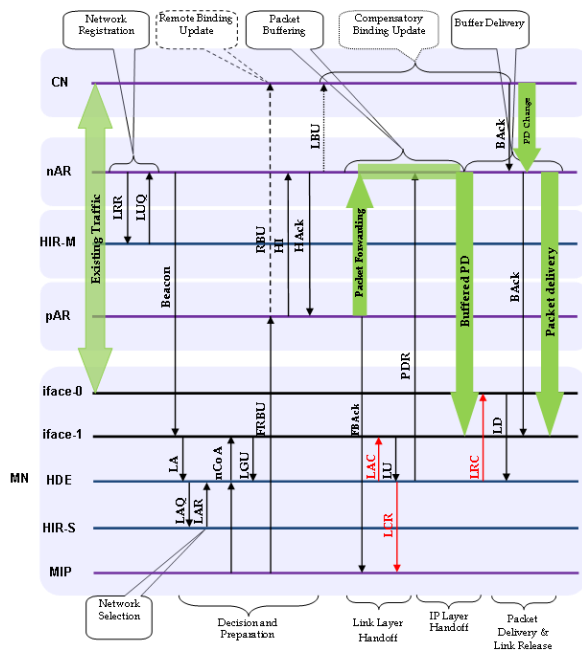 Network
Registration
Remote Binding
Update
Packet
Buffering
Compensatory
Binding Update
Buffer Delivery
CN
nAR
HIR-M
pAR
iface-0
iface-1
MN
HDE
HIR-S
MIP
Existing Traffic
LRR
LUQ
Beacon
RBU
HI
HAck
LBU
Packet Forwarding
BAck
PD Change
Buffered PD
BAck
Packet delivery
PDR
FRBU
FBAck
LA
nCoA
LGU
LAC
LU
LRC
LD
LAQ
LAR
LCR
Network
Selection
Decision and
Preparation
Link Layer
Handoff
IP Layer
Handoff
Packet
Delivery &
Link Release